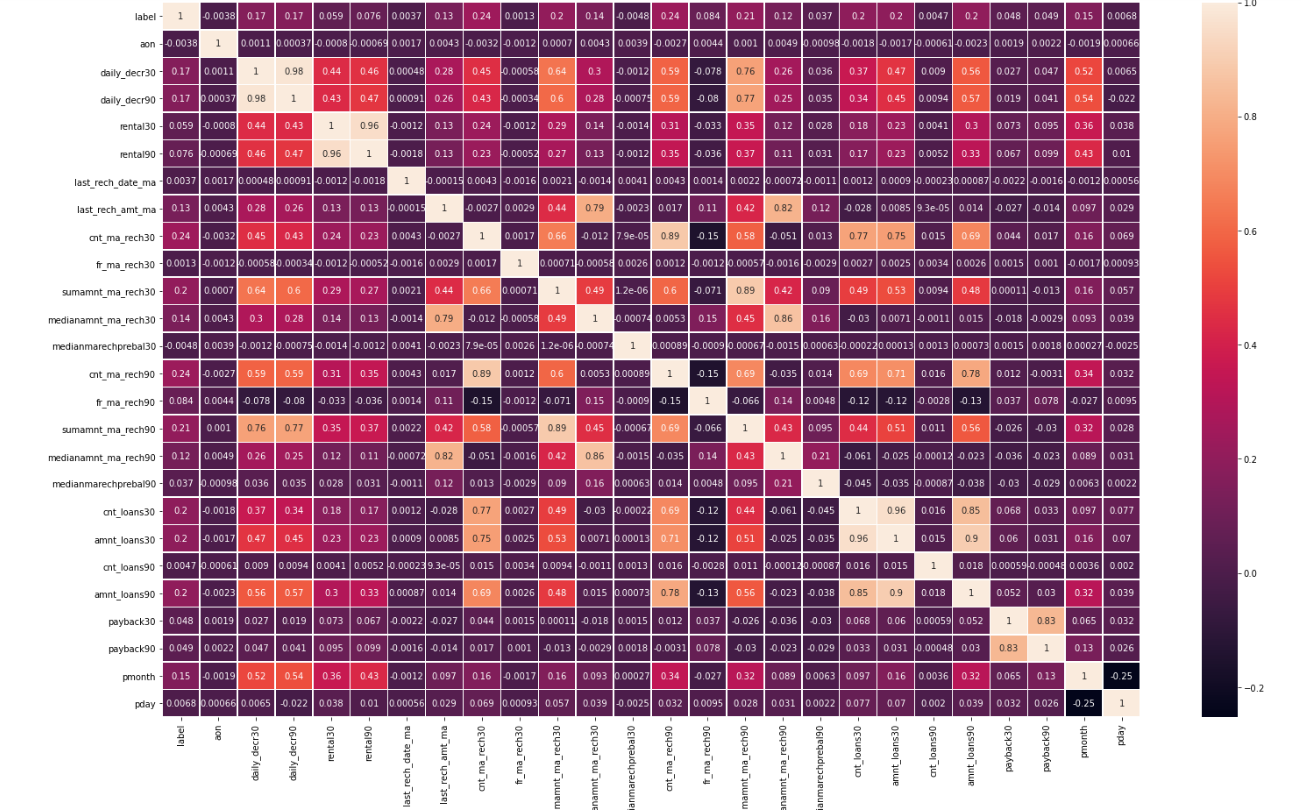 label 1 -0.0038 0.17 0.17 0.059 0.076 0.0037 0.13 0.24 0.0013 0.2 0.14 -0.0048 0.24 0.084 0.21 0.12 0.037 0.2 0.2 0.0047 0.2 0.048 0.049 0.15 0.0068
aon -0.0038 1 0.0011 0.00037 -0.0008 -0.00069 0.0017 0.0043 -0.0032 -0.0012 0.0007 0.0043 0.0039 -0.0027 0.0044 0.001 0.0049 -0.00098 -0.0018 -0.0017 -0.00061 -0.0023 0.0019 0.0022 -0.0019 0.00066
daily_decr30 0.17 0.0011 1 0.98 0.44 0.46 0.00048 0.28 0.45 -0.00058 0.64 0.3 -0.0012 0.59 -0.078 0.76 0.26 0.036 0.37 0.47 0.009 0.56 0.027 0.047 0.52 0.0065
daily_decr90 0.17 0.00037 0.98 1 0.43 0.47 0.00091 0.26 0.43 -0.00034 0.6 0.28 -0.00075 0.59 -0.08 0.77 0.25 0.035 0.34 0.45 0.0094 0.57 0.019 0.041 0.54 -0.022
rental30 0.059 -0.0008 0.44 0.43 1 0.96 -0.0012 0.13 0.24 -0.0012 0.29 0.14 -0.0014 0.31 -0.033 0.35 0.12 0.028 0.18 0.23 0.0041 0.3 0.073 0.095 0.36 0.038
rental90 0.076 -0.00069 0.46 0.47 0.96 1 -0.0018 0.13 0.23 -0.00052 0.27 0.13 -0.0012 0.35 -0.036 0.37 0.11 0.031 0.17 0.23 0.0052 0.33 0.067 0.099 0.43 0.01
last_rech_date_ma 0.0037 0.0017 0.00048 0.00091 -0.0012 -0.0018 1 -0.00015 0.0043 -0.0016 0.0021 -0.0014 0.0041 0.0043 0.0014 0.0022 -0.00072 -0.0011 0.0012 0.0009 -0.00023 0.00087 -0.0022 -0.0016 -0.0012 0.00056
last_rech_amt_ma 0.13 0.0043 0.28 0.26 0.13 0.13 -0.00015 1 -0.0027 0.0029 0.44 0.79 -0.0023 0.017 0.11 0.42 0.82 0.12 -0.028 0.0085 9.3e-05 0.014 -0.027 -0.014 0.097 0.029
cnt_ma_rech30 0.24 -0.0032 0.45 0.43 0.24 0.23 0.0043 -0.0027 1 0.0017 0.66 -0.012 7.9e-05 0.89 -0.15 0.58 -0.051 0.013 0.77 0.75 0.015 0.69 0.044 0.017 0.16 0.069
fr_ma_rech30 0.0013 -0.0012 -0.00058 -0.00034 -0.0012 -0.00052 -0.0016 0.0029 0.0017 1 0.00071 -0.00058 0.0026 0.0012 -0.0012 -0.00057 -0.0016 -0.0029 0.0027 0.0025 0.0034 0.0026 0.0015 0.001 -0.0017 0.00093
sumamnt_ma_rech30 0.2 0.0007 0.64 0.6 0.29 0.27 0.0021 0.44 0.66 0.00071 1 0.49 1.2e-06 0.6 -0.071 0.89 0.42 0.09 0.49 0.53 0.0094 0.48 0.00011 -0.013 0.16 0.057
medianamnt_ma_rech30 0.14 0.0043 0.3 0.28 0.14 0.13 -0.0014 0.79 -0.012 -0.00058 0.49 1 -0.00074 0.0053 0.15 0.45 0.86 0.16 -0.03 0.0071 -0.0011 0.015 -0.018 -0.0029 0.093 0.039
medianmarechprebal30 -0.0048 0.0039 -0.0012 -0.00075 -0.0014 -0.0012 0.0041 -0.0023 7.9e-05 0.0026 1.2e-06 -0.00074 1 0.00089 -0.0009 -0.00067 -0.0015 0.00063 -0.00022 0.00013 0.0013 0.00073 0.0015 0.0018 0.00027 -0.0025
cnt_ma_rech90 0.24 -0.0027 0.59 0.59 0.31 0.35 0.0043 0.017 0.89 0.0012 0.6 0.0053 0.00089 1 -0.15 0.69 -0.035 0.014 0.69 0.71 0.016 0.78 0.012 -0.0031 0.34 0.032
fr_ma_rech90 0.084 0.0044 -0.078 -0.08 -0.033 -0.036 0.0014 0.11 -0.15 -0.0012 -0.071 0.15 -0.0009 -0.15 1 -0.066 0.14 0.0048 -0.12 -0.12 -0.0028 -0.13 0.037 0.078 -0.027 0.0095
sumamnt_ma_rech90 0.21 0.001 0.76 0.77 0.35 0.37 0.0022 0.42 0.58 -0.00057 0.89 0.45 -0.00067 0.69 -0.066 1 0.43 0.095 0.44 0.51 0.011 0.56 -0.026 -0.03 0.32 0.028
medianamnt_ma_rech90 0.12 0.0049 0.26 0.25 0.12 0.11 -0.00072 0.82 -0.051 -0.0016 0.42 0.86 -0.0015 -0.035 0.14 0.43 1 0.21 -0.061 -0.025 -0.00012 -0.023 -0.036 -0.023 0.089 0.031
medianmarechprebal90 0.037 -0.00098 0.036 0.035 0.028 0.031 -0.0011 0.12 0.013 -0.0029 0.09 0.16 0.00063 0.014 0.0048 0.095 0.21 1 -0.045 -0.035 -0.00087 -0.038 -0.03 -0.029 0.0063 0.0022
cnt_loans30 0.2 -0.0018 0.37 0.34 0.18 0.17 0.0012 -0.028 0.77 0.0027 0.49 -0.03 -0.00022 0.69 -0.12 0.44 -0.061 -0.045 1 0.96 0.016 0.85 0.068 0.033 0.097 0.077
amnt_loans30 0.2 -0.0017 0.47 0.45 0.23 0.23 0.0009 0.0085 0.75 0.0025 0.53 0.0071 0.00013 0.71 -0.12 0.51 -0.025 -0.035 0.96 1 0.015 0.9 0.06 0.031 0.16 0.07
cnt_loans90 0.0047 -0.00061 0.009 0.0094 0.0041 0.0052 -0.00023 9.3e-05 0.015 0.0034 0.0094 -0.0011 0.0013 0.016 -0.0028 0.011 -0.00012 -0.00087 0.016 0.015 1 0.018 0.00059 -0.00048 0.0036 0.002
amnt_loans90 0.2 -0.0023 0.56 0.57 0.3 0.33 0.00087 0.014 0.69 0.0026 0.48 0.015 0.00073 0.78 -0.13 0.56 -0.023 -0.038 0.85 0.9 0.018 1 0.052 0.03 0.32 0.039
payback30 0.048 0.0019 0.027 0.019 0.073 0.067 -0.0022 -0.027 0.044 0.0015 0.00011 -0.018 0.0015 0.012 0.037 -0.026 -0.036 -0.03 0.068 0.06 0.00059 0.052 1 0.83 0.065 0.032
payback90 0.049 0.0022 0.047 0.041 0.095 0.099 -0.0016 -0.014 0.017 0.001 -0.013 -0.0029 0.0018 -0.0031 0.078 -0.03 -0.023 -0.029 0.033 0.031 -0.00048 0.03 0.83 1 0.13 0.026
pmonth 0.15 -0.0019 0.52 0.54 0.36 0.43 -0.0012 0.097 0.16 -0.0017 0.16 0.093 0.00027 0.34 -0.027 0.32 0.089 0.0063 0.097 0.16 0.0036 0.32 0.065 0.13 1 -0.25
pday 0.0068 0.00066 0.0065 -0.022 0.038 0.01 0.00056 0.029 0.069 0.00093 0.057 0.039 -0.0025 0.032 0.0095 0.028 0.031 0.0022 0.077 0.07 0.002 0.039 0.032 0.026 -0.25 1
label aon daily_decr30 daily_decr90 rental30 rental90 last_rech_date_ma last_rech_amt_ma cnt_ma_rech30 fr_ma_rech30 mamnt_ma_rech30 anamnt_ma_rech30 dianmarechprebal30 cnt_ma_rech90 fr_ma_rech90 mamnt_ma_rech90 anamnt_ma_rech90 dianmarechprebal90 cnt_loans30 amnt_loans30 cnt_loans90 amnt_loans90 payback30 payback90 pmonth pday
1.0
0.8
0.6
0.4
0.2
0.0
−0.2